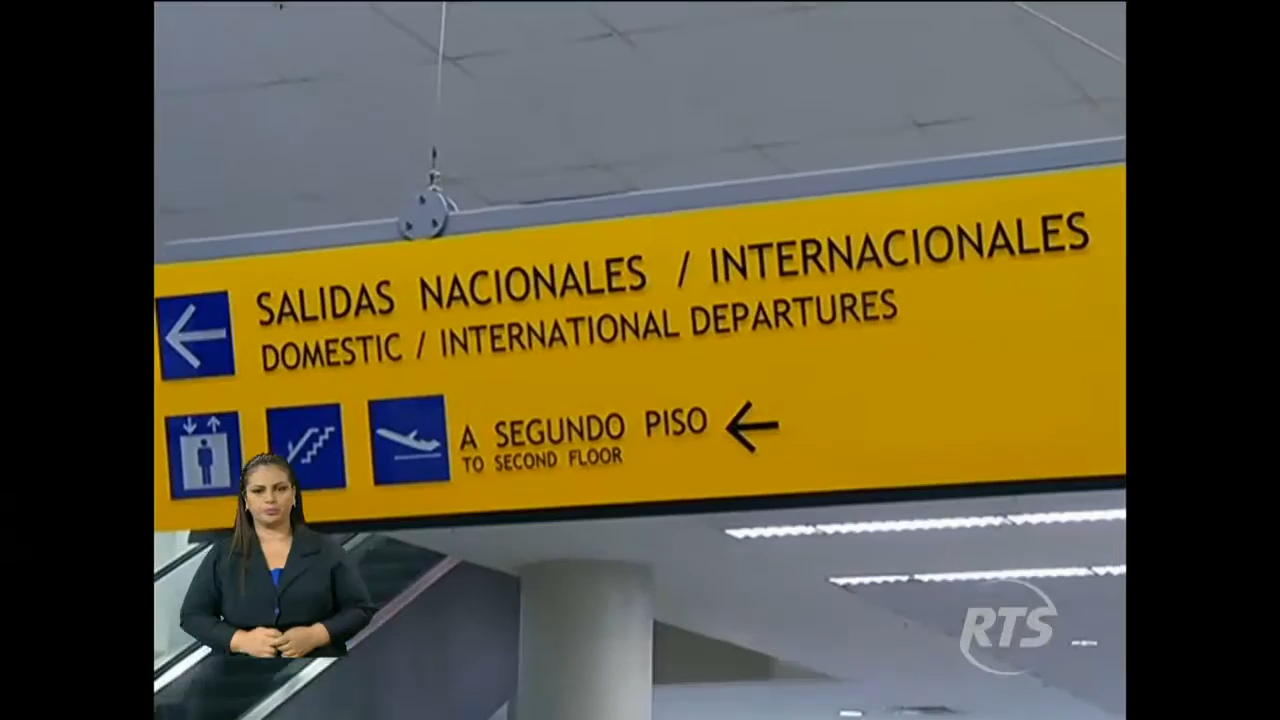 SALIDAS NACIONALES / INTERNACIONALES
DOMESTIC / INTERNATIONAL DEPARTURES
A SEGUNDO PISO
TO SECOND FLOOR
RTS